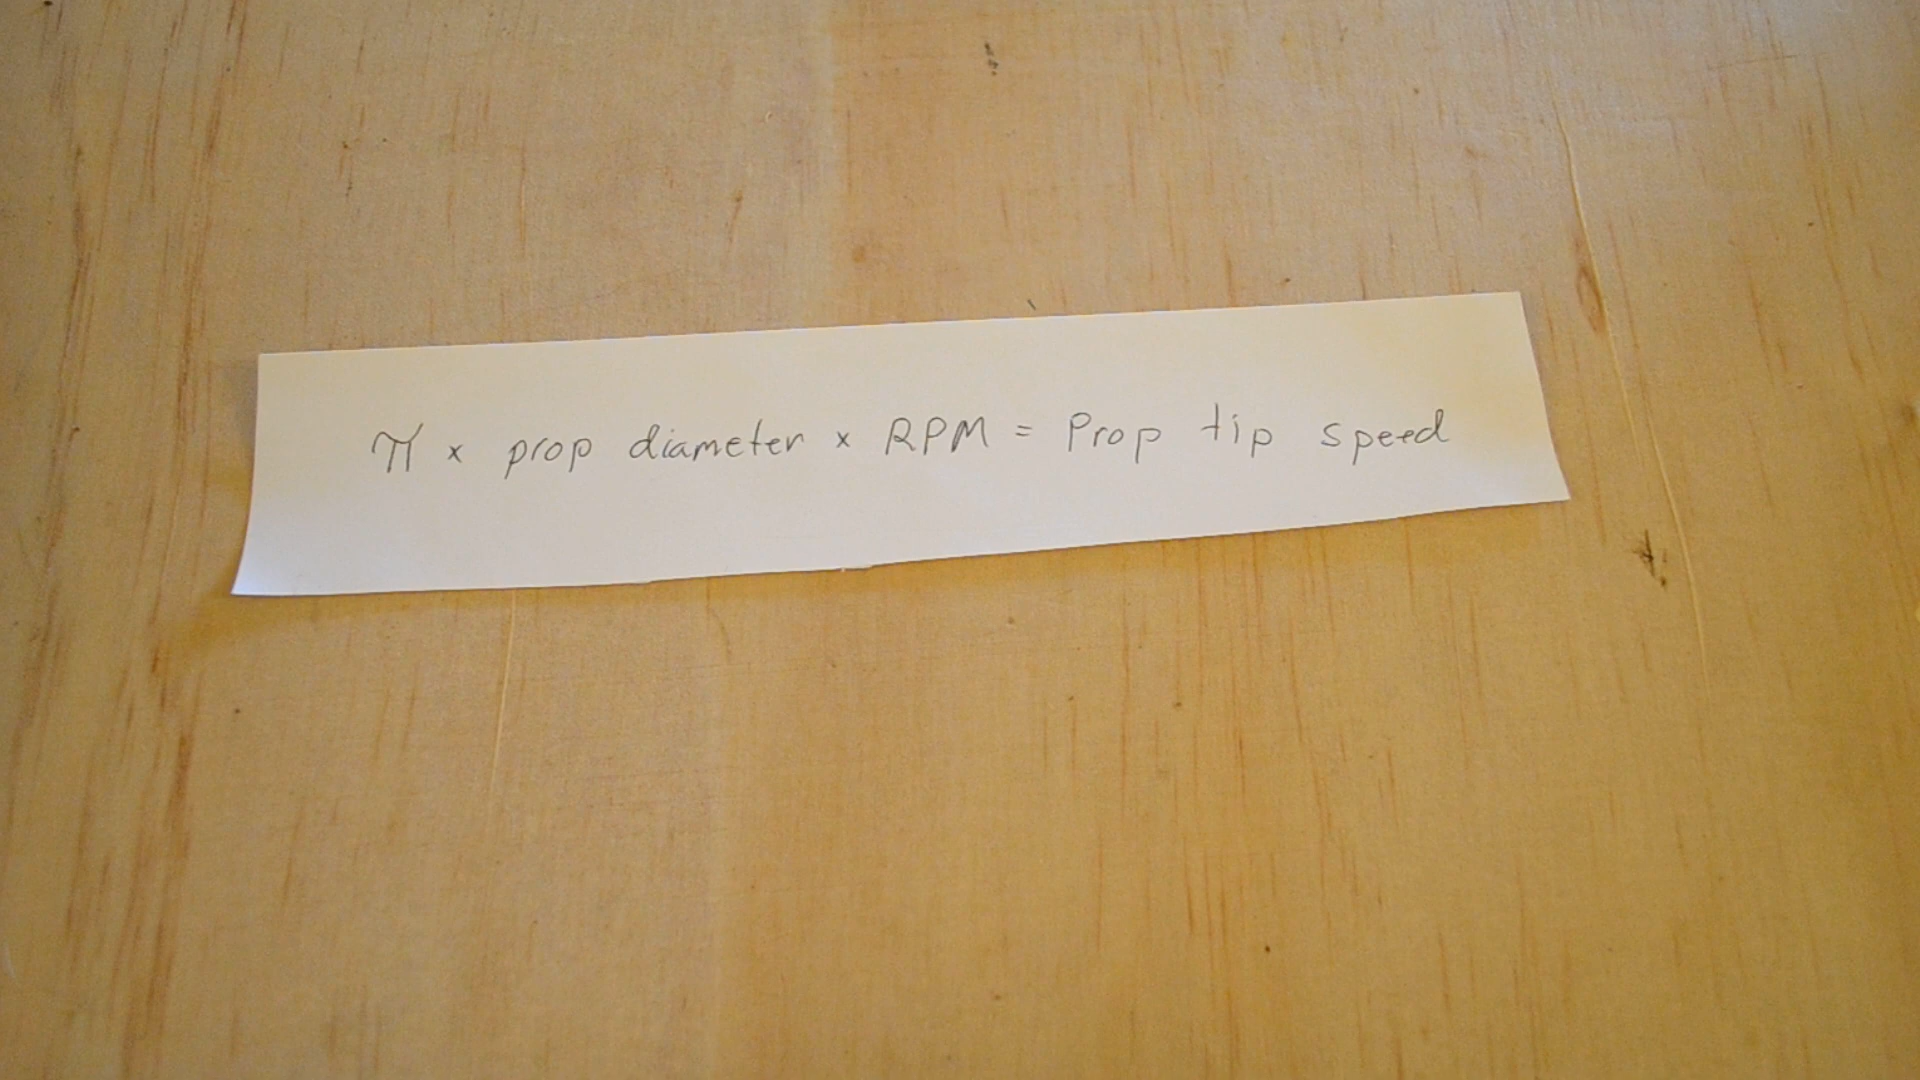 π x prop diameter x RPM = Prop tip speed